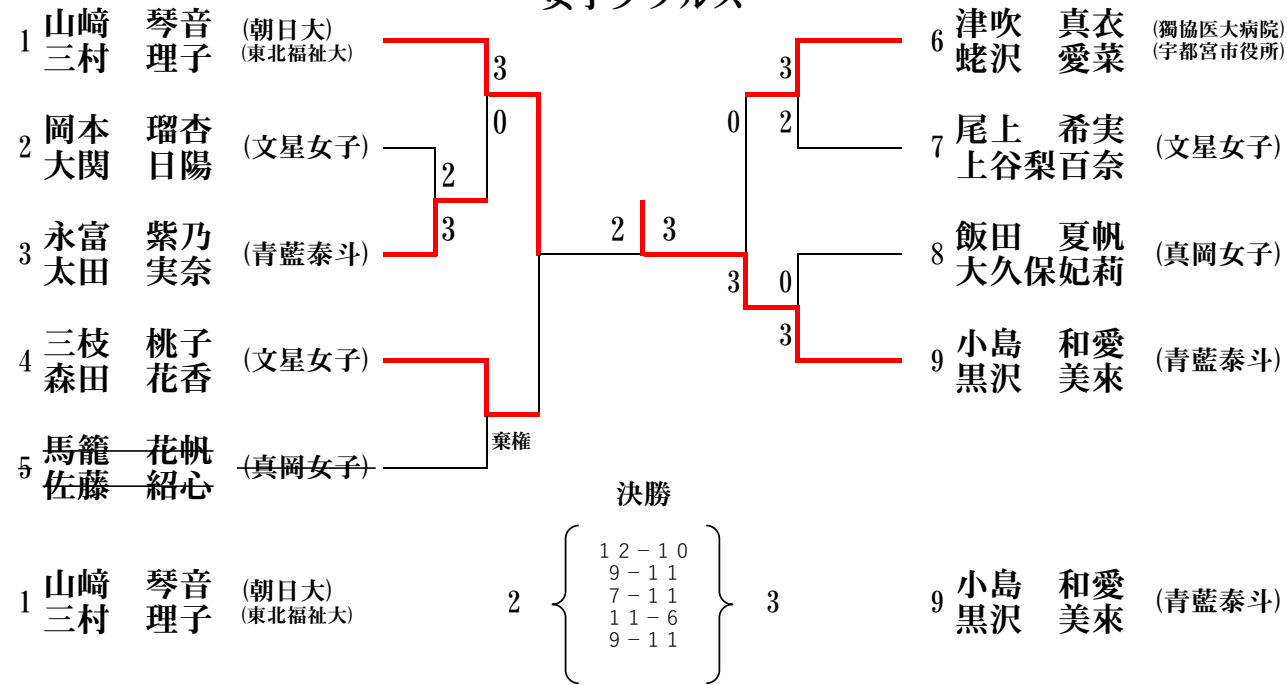 女子ダブルス
1 山﨑 琴音 (朝日大)
三村 理子 (東北福祉大)
2 岡本 瑠杏 (文星女子)
大関 日陽
3 永富 紫乃 (青藍泰斗)
太田 実奈
4 三枝 桃子 (文星女子)
森田 花香
5 馬籠 花帆 (真岡女子)
佐藤 紹心
3
0
2
3
棄権
2 3
0
3
3
2
0
3
6 津吹 真衣 (獨協医大病院)
蛯沢 愛菜 (宇都宮市役所)
7 尾上 希実 (文星女子)
上谷梨百奈
8 飯田 夏帆 (真岡女子)
大久保妃莉
9 小島 和愛 (青藍泰斗)
黒沢 美來
決勝
1 山﨑 琴音 (朝日大)
三村 理子 (東北福祉大)
2
12－10
9－11
7－11
11－6
9－11
3
9 小島 和愛 (青藍泰斗)
黒沢 美來